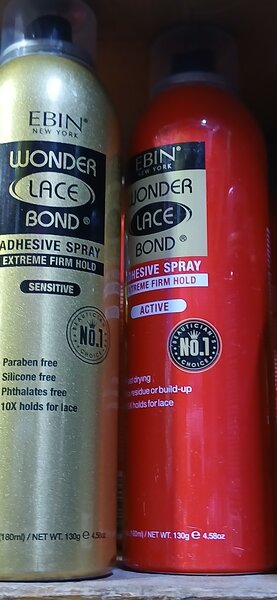 EBIN®
NEW YORK
WONDER
LACE
BOND®
ADHESIVE SPRAY
EXTREME FIRM HOLD
SENSITIVE
BEAUTICIAN'S
NO.1
CHOICE
Paraben free
Silicone free
Phthalates free
10X holds for lace
(180ml) / NET WT. 130g e 4.58oz
EBIN®
NEW YORK
WONDER
LACE
BOND®
ADHESIVE SPRAY
EXTREME FIRM HOLD
ACTIVE
BEAUTICIAN'S
NO.1
CHOICE
drying
residue or build-up
holds for lace
(180ml) / NET WT. 130g e 4.58oz